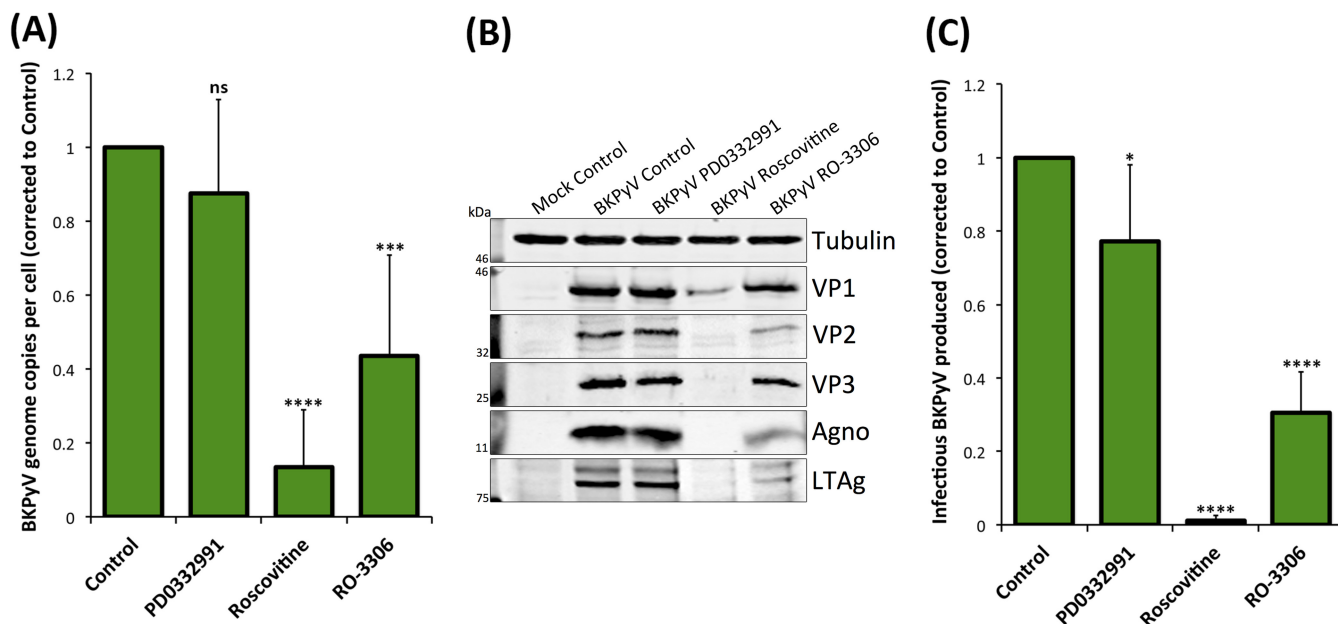 (A)
BKPyV genome copies per cell (corrected to Control)
1.2
1
0.8
0.6
0.4
0.2
0
ns
****
***
Control
PD0332991
Roscovitine
RO-3306
(B)
Mock Control
BKPyV Control
BKPyV PD0332991
BKPyV Roscovitine
BKPyV RO-3306
kDa
46
Tubulin
46
VP1
32
VP2
25
VP3
11
Agno
75
LTAg
(C)
Infectious BKPyV produced (corrected to Control)
1.2
1
0.8
0.6
0.4
0.2
0
*
****
****
Control
PD0332991
Roscovitine
RO-3306